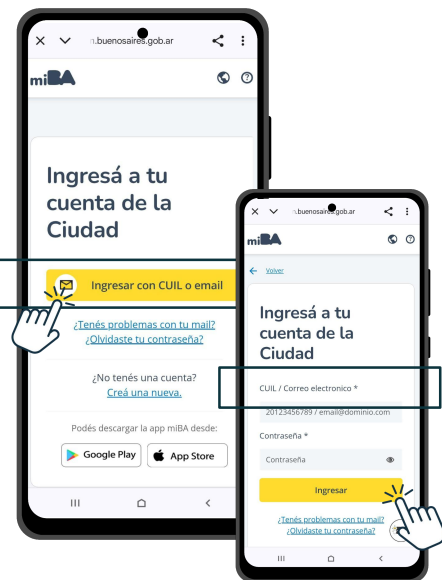 n.buenosaires.gob.ar
miBA
Ingresá a tu
cuenta de la
Ciudad
Ingresar con CUIL o email
¿Tenés problemas con tu mail?
¿Olvidaste tu contraseña?
¿No tenés una cuenta?
Creá una nueva.
Podés descargar la app miBA desde:
Google Play
App Store
n.buenosaires.gob.ar
miBA
Volver
Ingresá a tu
cuenta de la
Ciudad
CUIL / Correo electronico *
20123456789 / email@dominio.com
Contraseña *
Contraseña
Ingresar
¿Tenés problemas con tu mail?
¿Olvidaste tu contraseña?